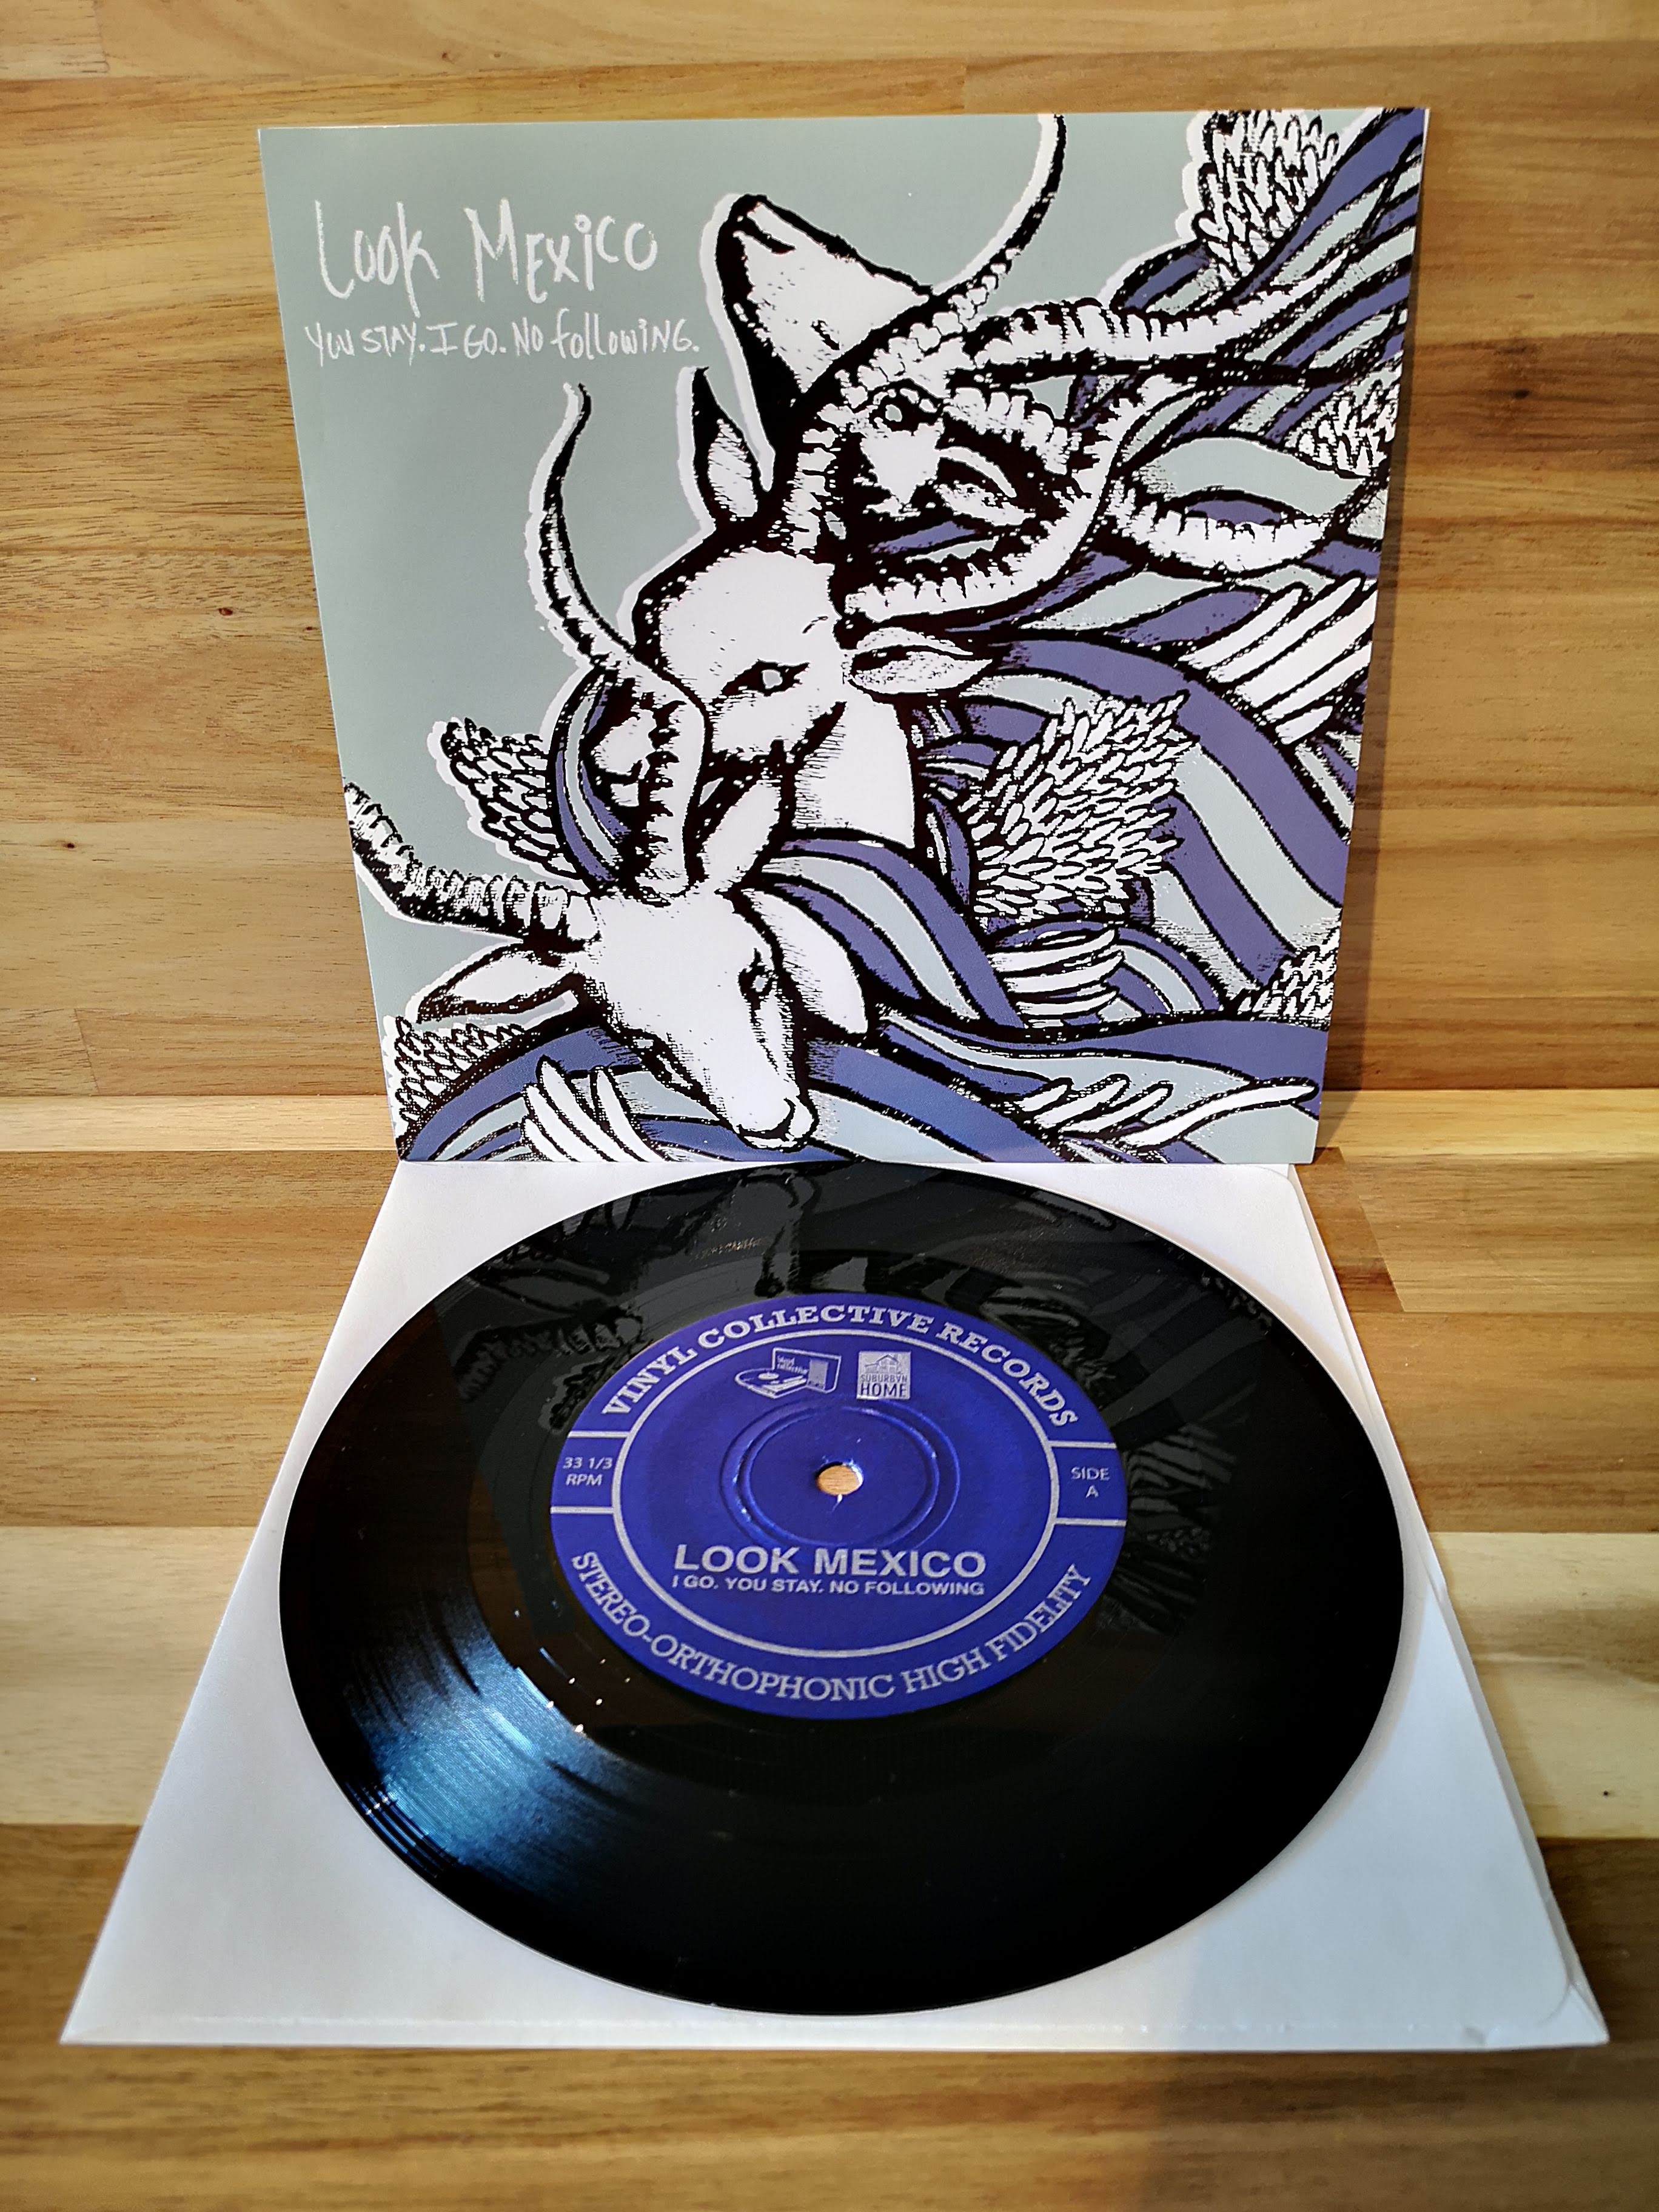 Look Mexico
You Stay. I Go. No following.
VINYL COLLECTIVE RECORDS
SUBURBAN
HOME
33 1/3
RPM
SIDE
A
LOOK MEXICO
I GO. YOU STAY. NO FOLLOWING
STEREO-ORTHOPHONIC HIGH FIDELITY